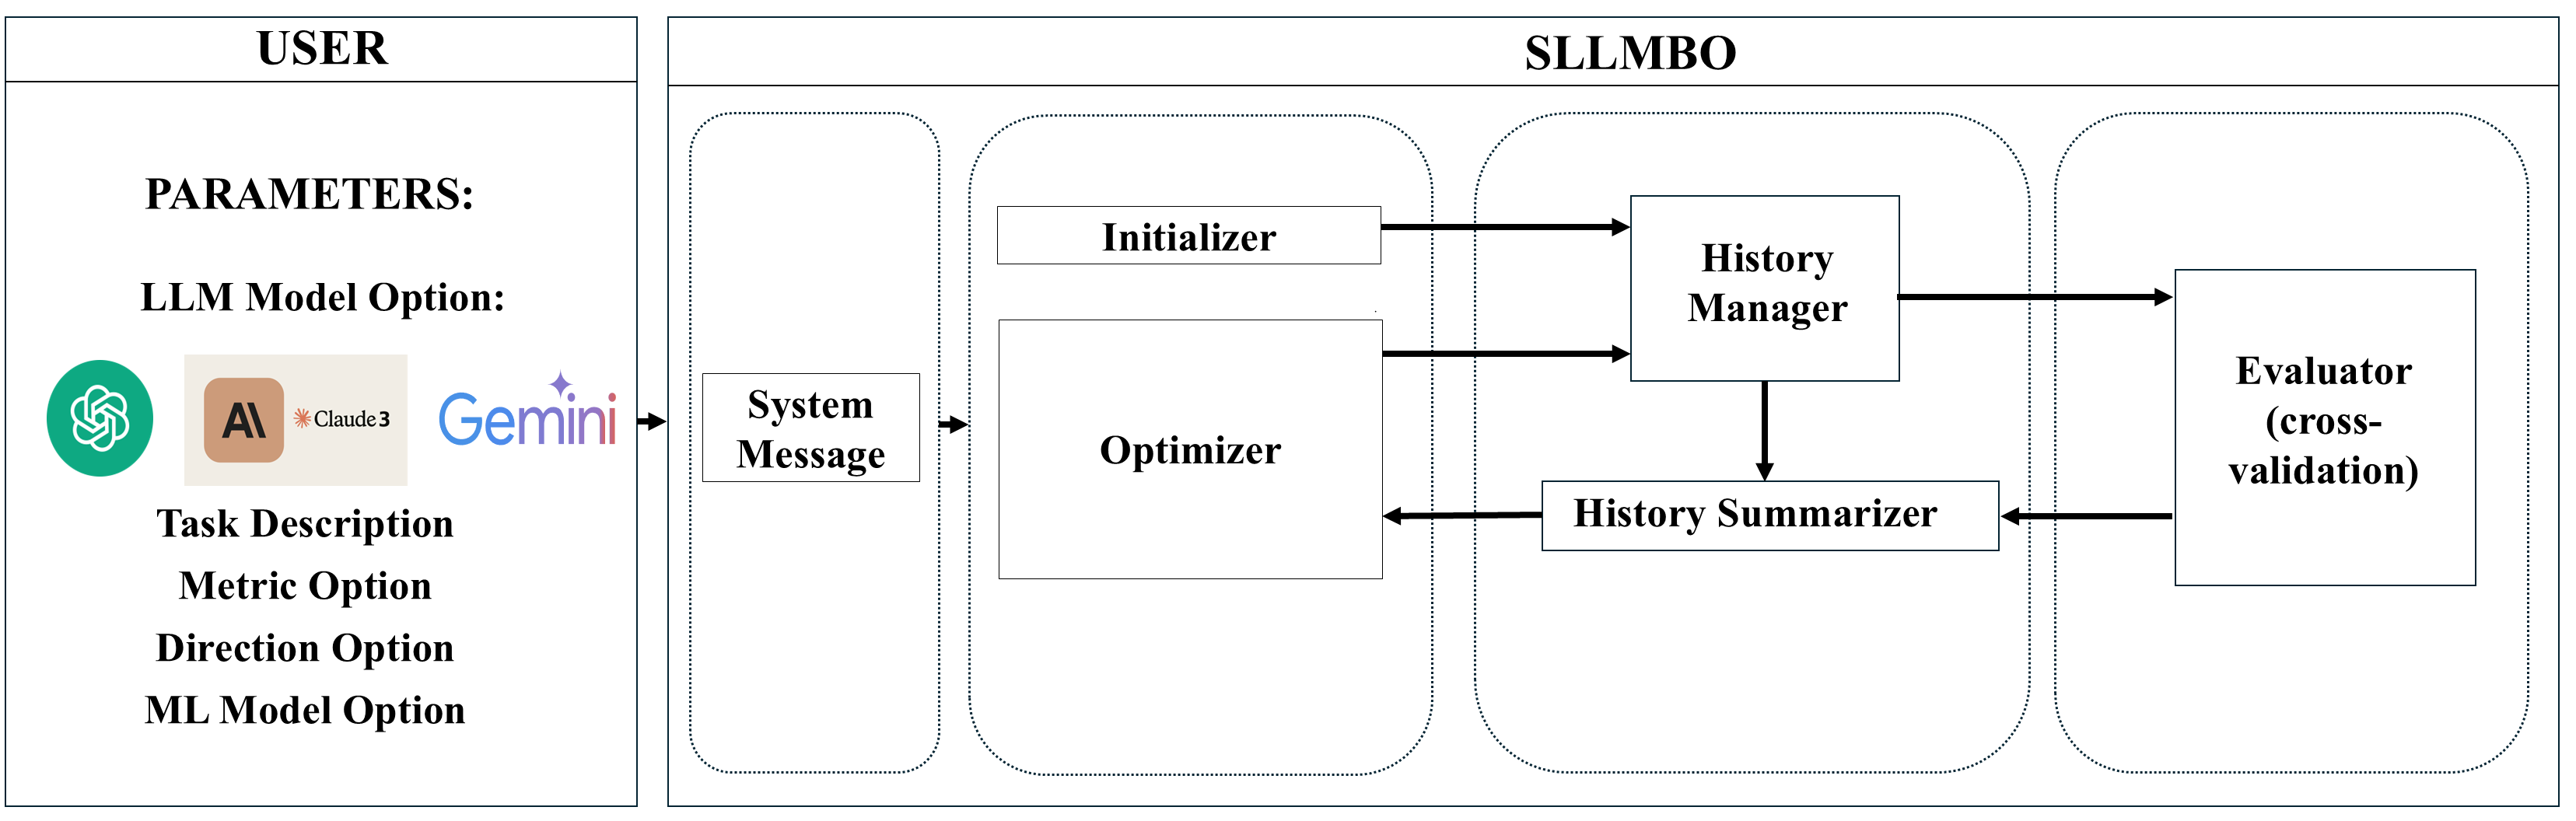 USER
PARAMETERS:
LLM Model Option:
A\
Claude 3
Gemini
Task Description
Metric Option
Direction Option
ML Model Option
SLLMBO
System
Message
Initializer
Optimizer
History
Manager
History Summarizer
Evaluator
(cross-
validation)